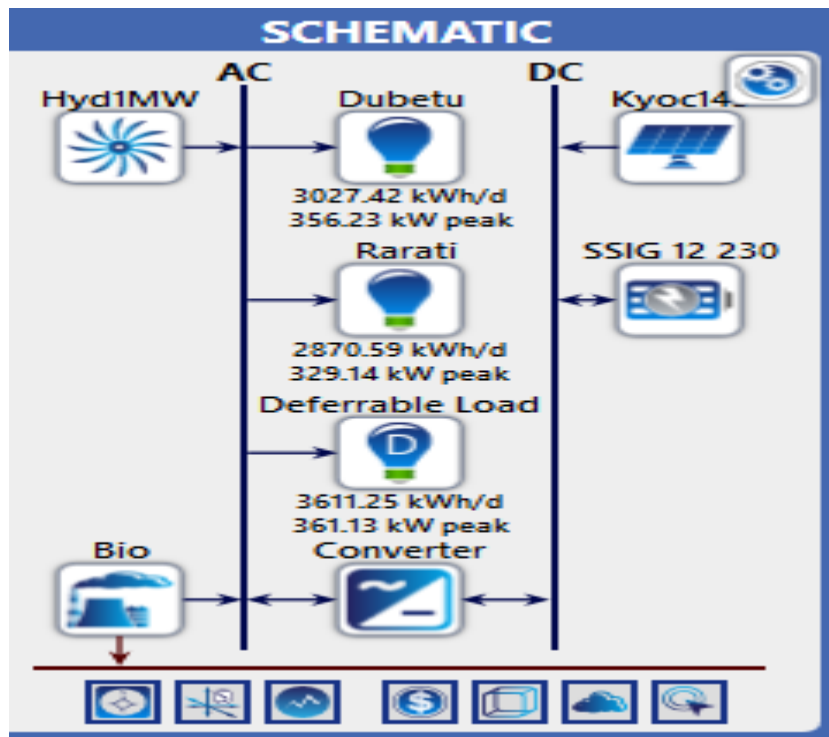 SCHEMATIC
AC
DC
Hyd1MW
Dubetu
3027.42 kWh/d
356.23 kW peak
Rarati
SSIG 12 230
2870.59 kWh/d
329.14 kW peak
Deferrable Load
D
3611.25 kWh/d
361.13 kW peak
Bio
Converter
$